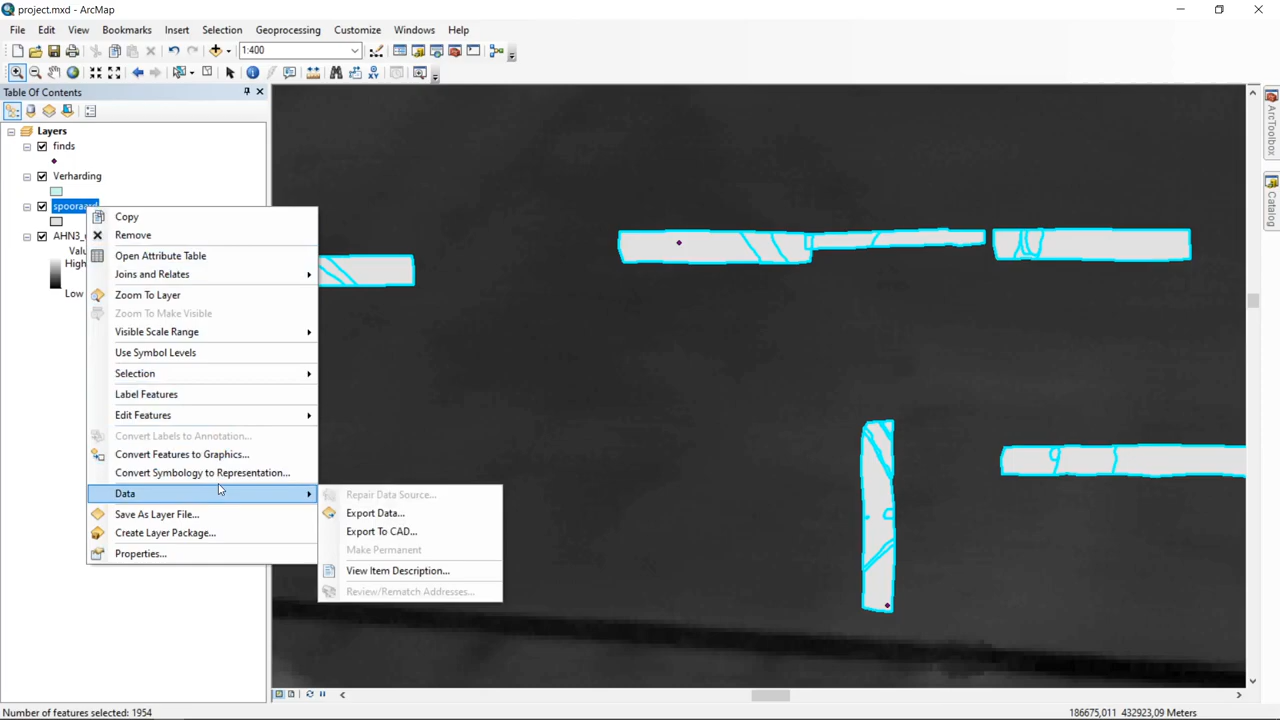 project.mxd - ArcMap
File Edit View Bookmarks Insert Selection Geoprocessing Customize Windows Help
1:400
Table Of Contents
Layers
finds
Verharding
spooraard
Valu
High
Low
Copy
Remove
Open Attribute Table
Joins and Relates
Zoom To Layer
Zoom To Make Visible
Visible Scale Range
Use Symbol Levels
Selection
Label Features
Edit Features
Convert Labels to Annotation...
Convert Features to Graphics...
Convert Symbology to Representation...
Data
Save As Layer File...
Create Layer Package...
Properties...
Repair Data Source...
Export Data...
Export To CAD...
Make Permanent
View Item Description...
Review/Rematch Addresses...
ArcToolbox
Catalog
Number of features selected: 1954
186675,011 432923,09 Meters